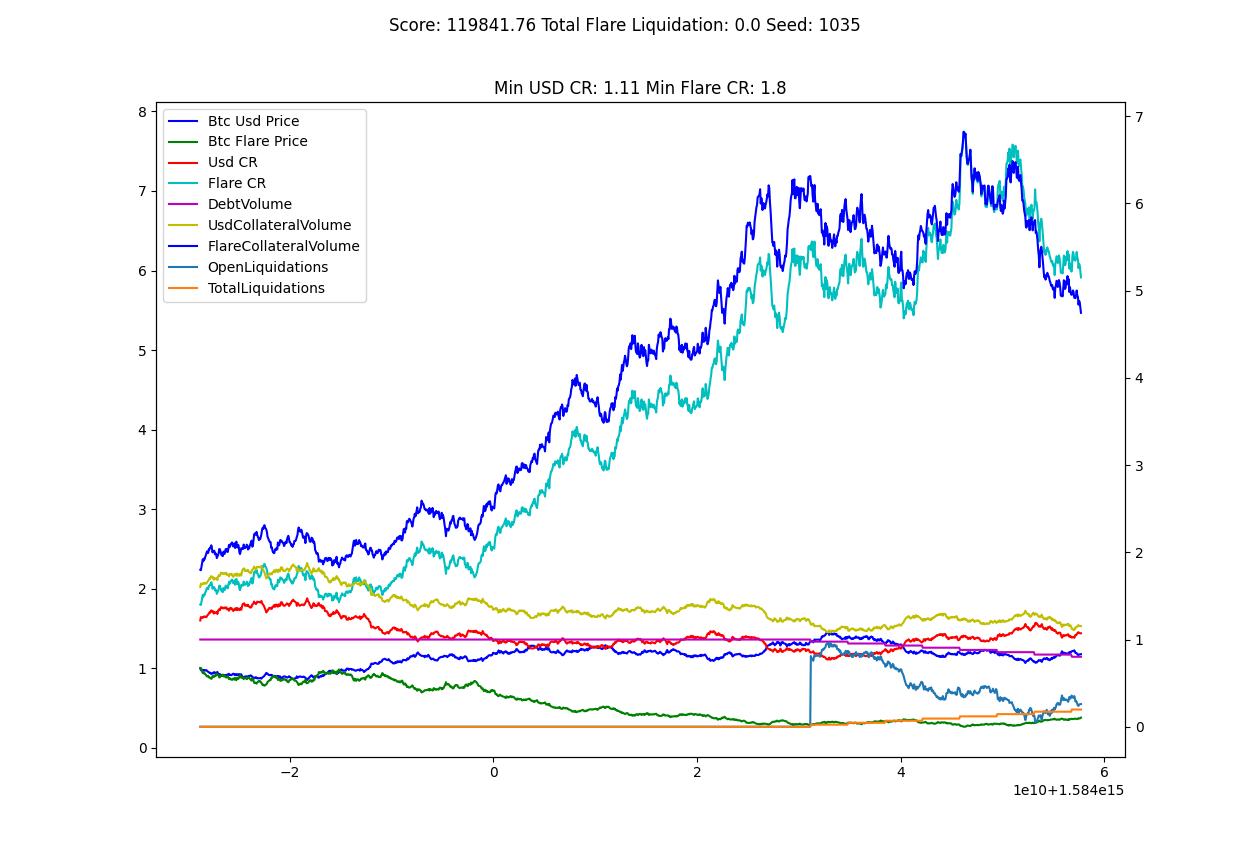 Score: 119841.76 Total Flare Liquidation: 0.0 Seed: 1035
Min USD CR: 1.11 Min Flare CR: 1.8
Btc Usd Price
Btc Flare Price
Usd CR
Flare CR
DebtVolume
UsdCollateralVolume
FlareCollateralVolume
OpenLiquidations
TotalLiquidations
8
7
6
5
4
3
2
1
0
7
6
5
4
3
2
1
0
−2
0
2
4
6
1e10+1.584e15